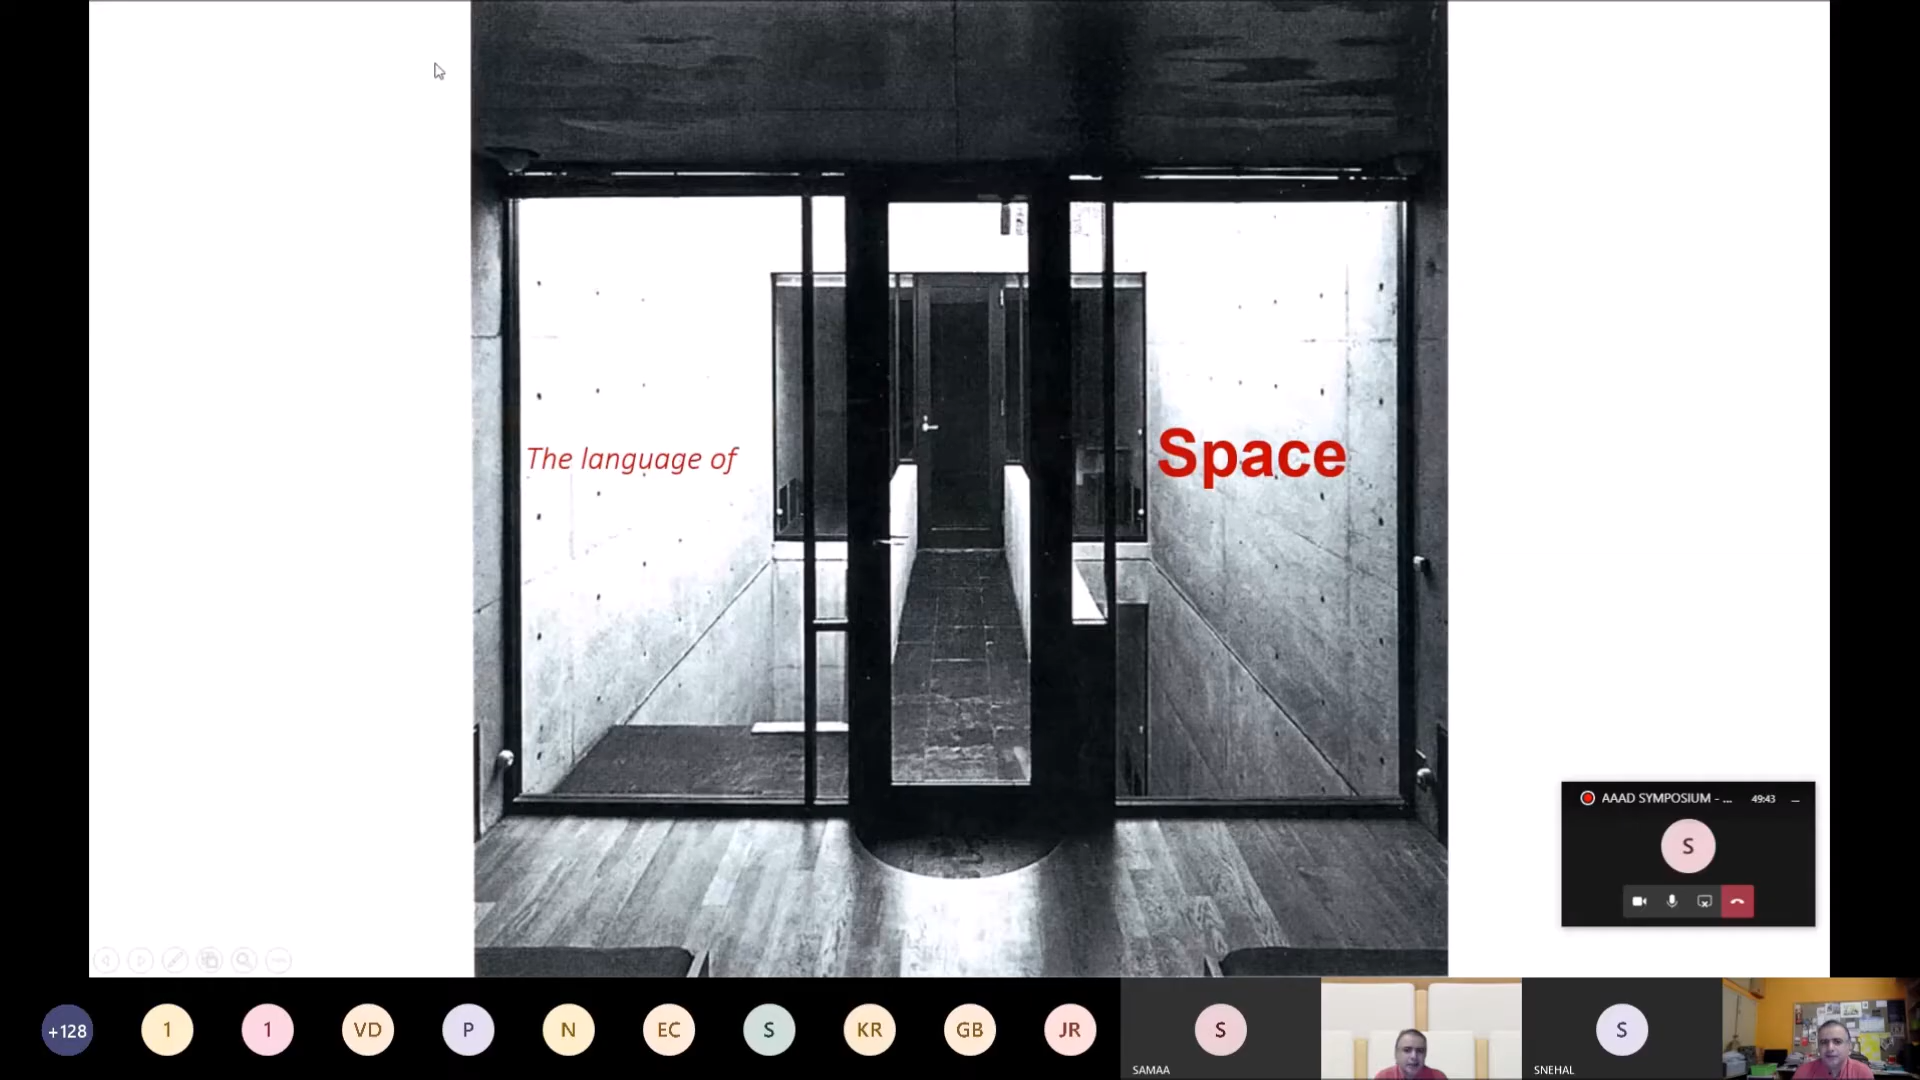 The language of
Space
AAAD SYMPOSIUM - ...
49:43
S
+128
1
1
VD
P
N
EC
S
KR
GB
JR
S
SAMAA
S
SNEHAL